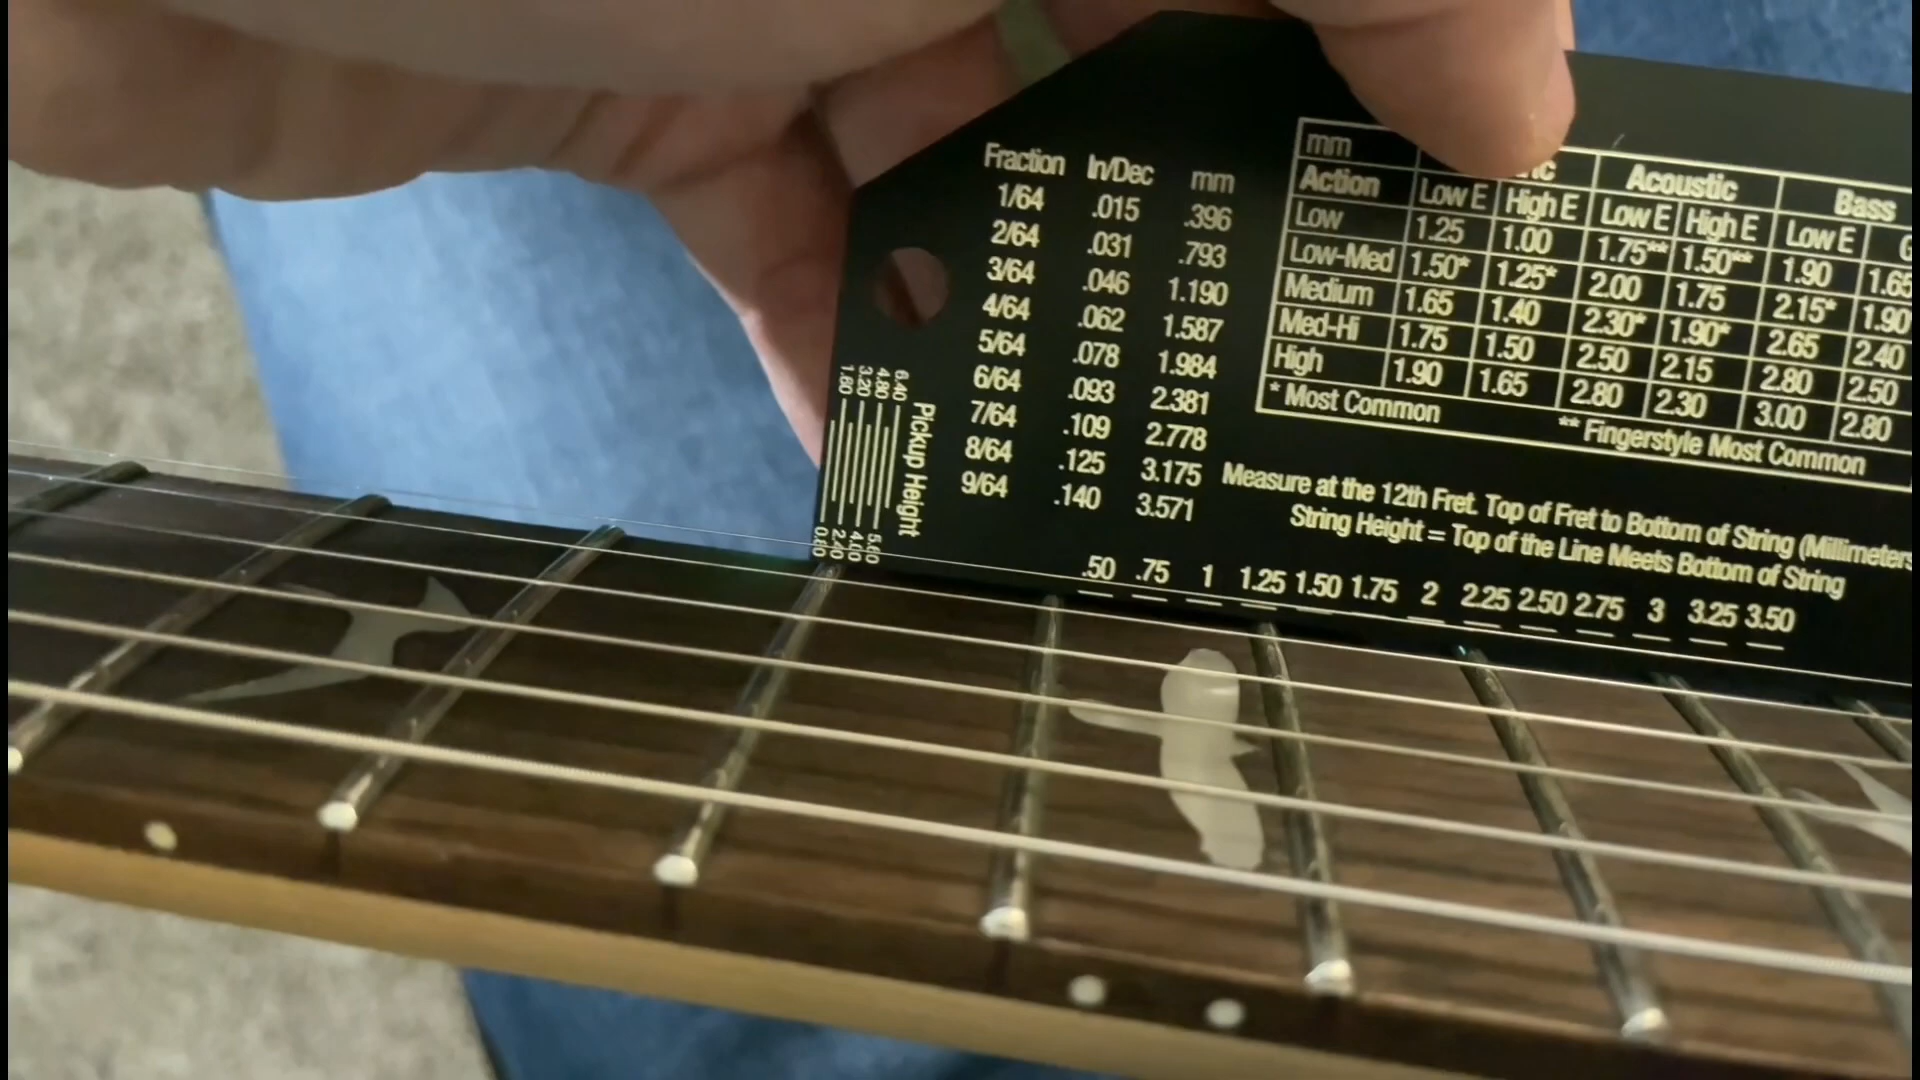 Fraction In/Dec mm
1/64 .015 .396
2/64 .031 .793
3/64 .046 1.190
4/64 .062 1.587
5/64 .078 1.984
6/64 .093 2.381
7/64 .109 2.778
8/64 .125 3.175
9/64 .140 3.571
mm Acoustic Bass
Action Low E High E Low E High E Low E
Low 1.25 1.00 1.75** 1.50** 1.90 1.65
Low-Med 1.50* 1.25* 2.00 1.75 2.15* 1.90
Medium 1.65 1.40 2.30* 1.90* 2.65 2.40
Med-Hi 1.75 1.50 2.50 2.15 2.80 2.50
High 1.90 1.65 2.80 2.30 3.00 2.80
* Most Common ** Fingerstyle Most Common
Measure at the 12th Fret. Top of Fret to Bottom of String (Millimeters
String Height = Top of the Line Meets Bottom of String
.50 .75 1 1.25 1.50 1.75 2 2.25 2.50 2.75 3 3.25 3.50
Pickup Height
6.40
4.80
3.20
1.60
5.60
4.00
2.40
0.80